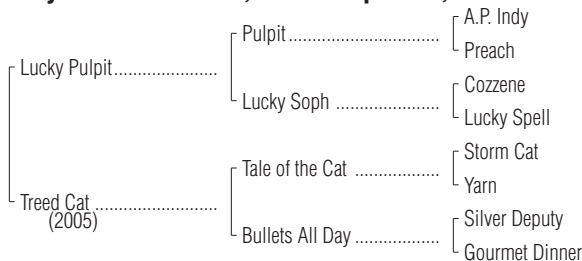 A.P. Indy
Pulpit
Preach
Lucky Pulpit
Cozzene
Lucky Soph
Lucky Spell
Storm Cat
Tale of the Cat
Yarn
Treed Cat
(2005)
Silver Deputy
Bullets All Day
Gourmet Dinner